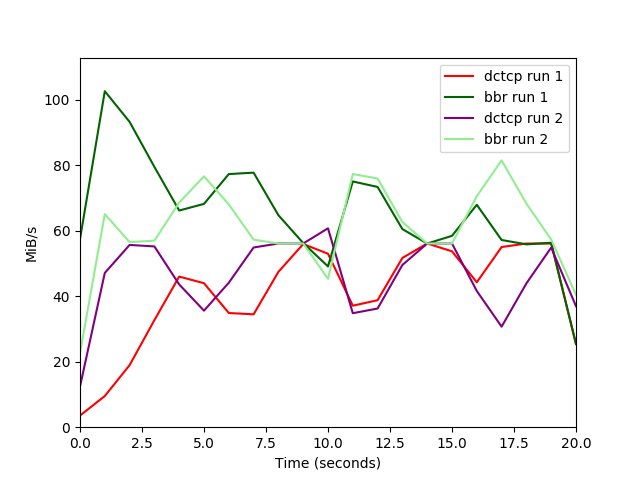 dctcp run 1
bbr run 1
dctcp run 2
bbr run 2
MiB/s
100
80
60
40
20
0
0.0 2.5 5.0 7.5 10.0 12.5 15.0 17.5 20.0
Time (seconds)